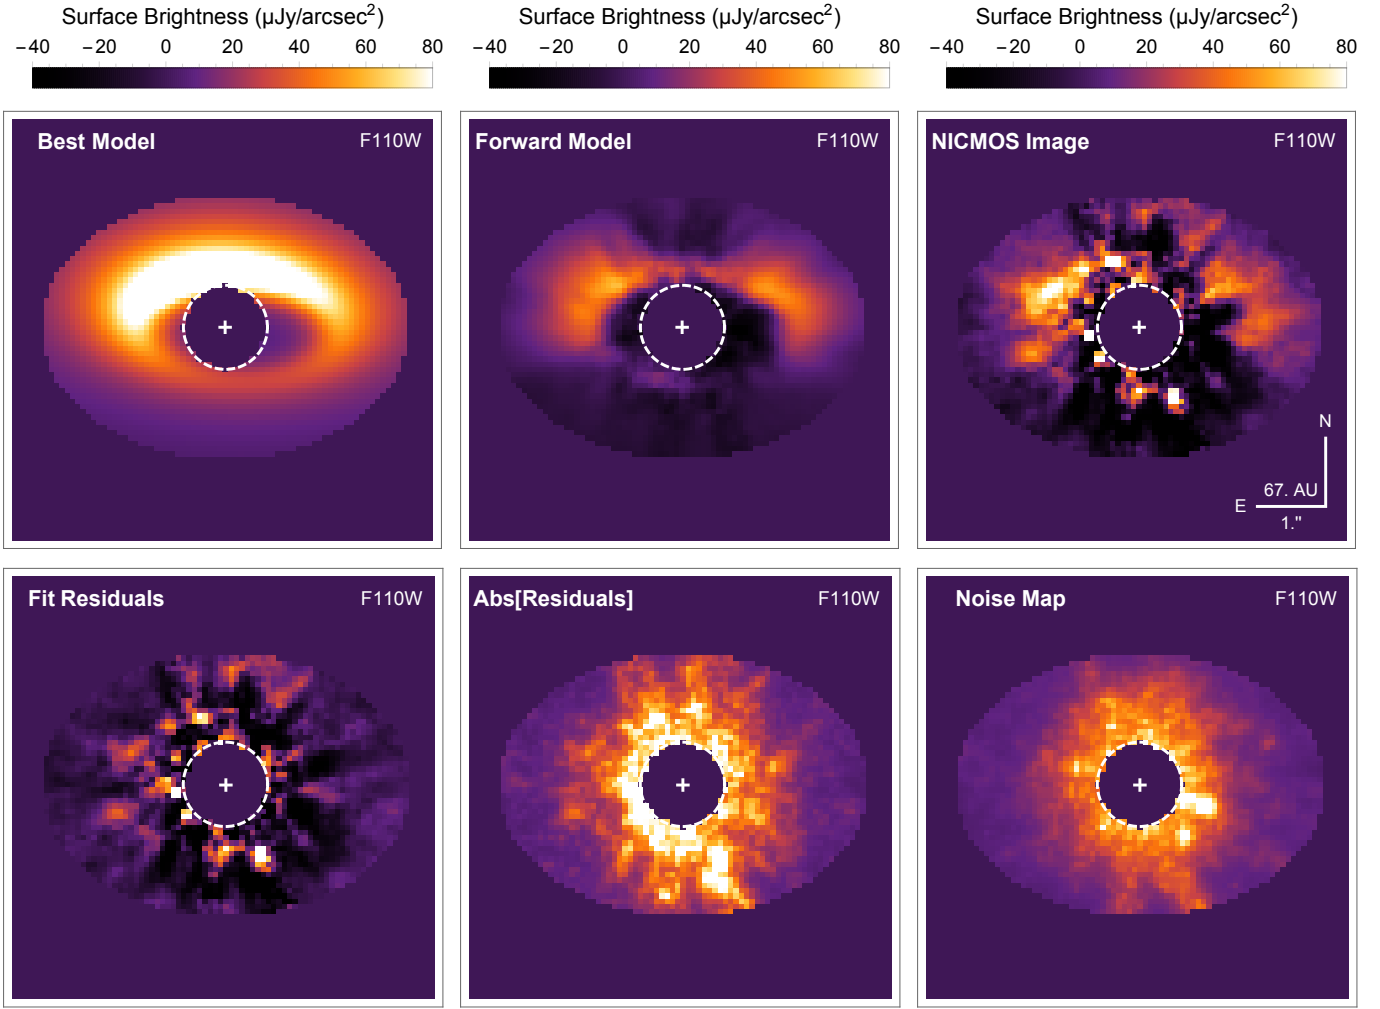 Surface Brightness (μJy/arcsec²) Surface Brightness (μJy/arcsec²) Surface Brightness (μJy/arcsec²)
−40 −20 0 20 40 60 80 −40 −20 0 20 40 60 80 −40 −20 0 20 40 60 80
Best Model F110W Forward Model F110W NICMOS Image F110W
N
67. AU
E
1."
Fit Residuals F110W Abs[Residuals] F110W Noise Map F110W